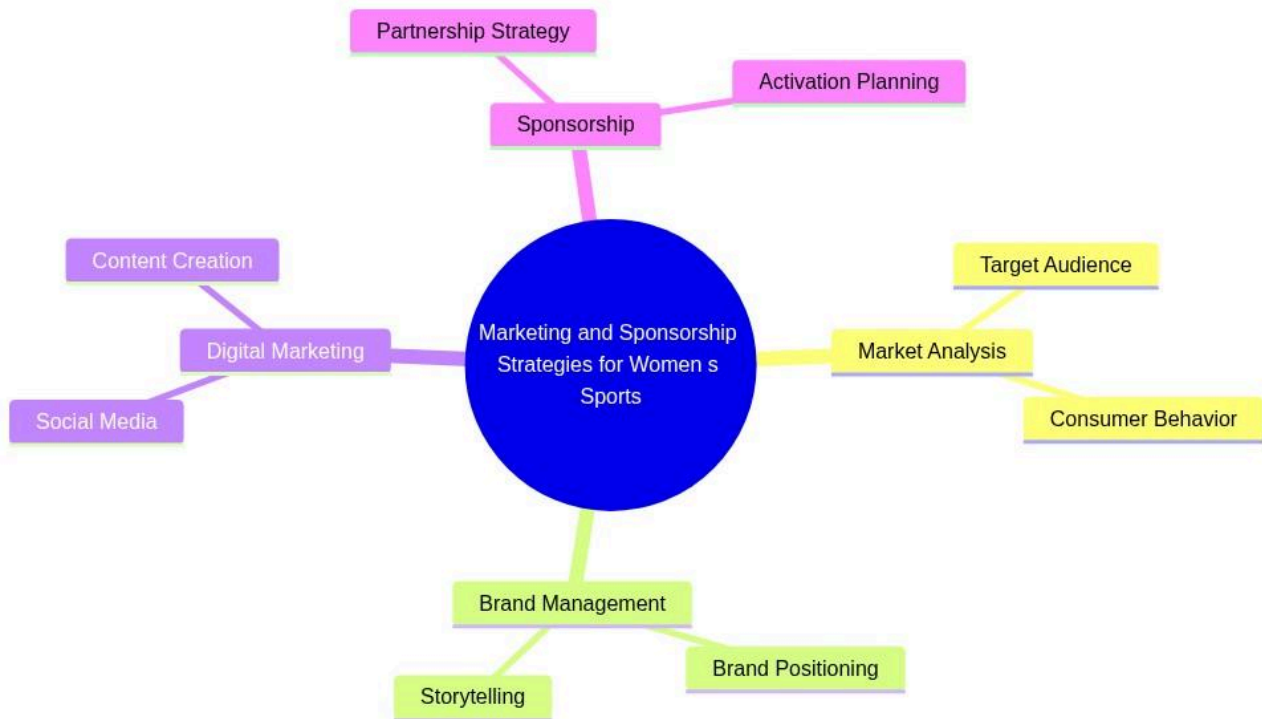 Partnership Strategy
Activation Planning
Sponsorship
Content Creation
Target Audience
Digital Marketing
Marketing and Sponsorship
Strategies for Women s
Sports
Market Analysis
Social Media
Consumer Behavior
Brand Management
Brand Positioning
Storytelling